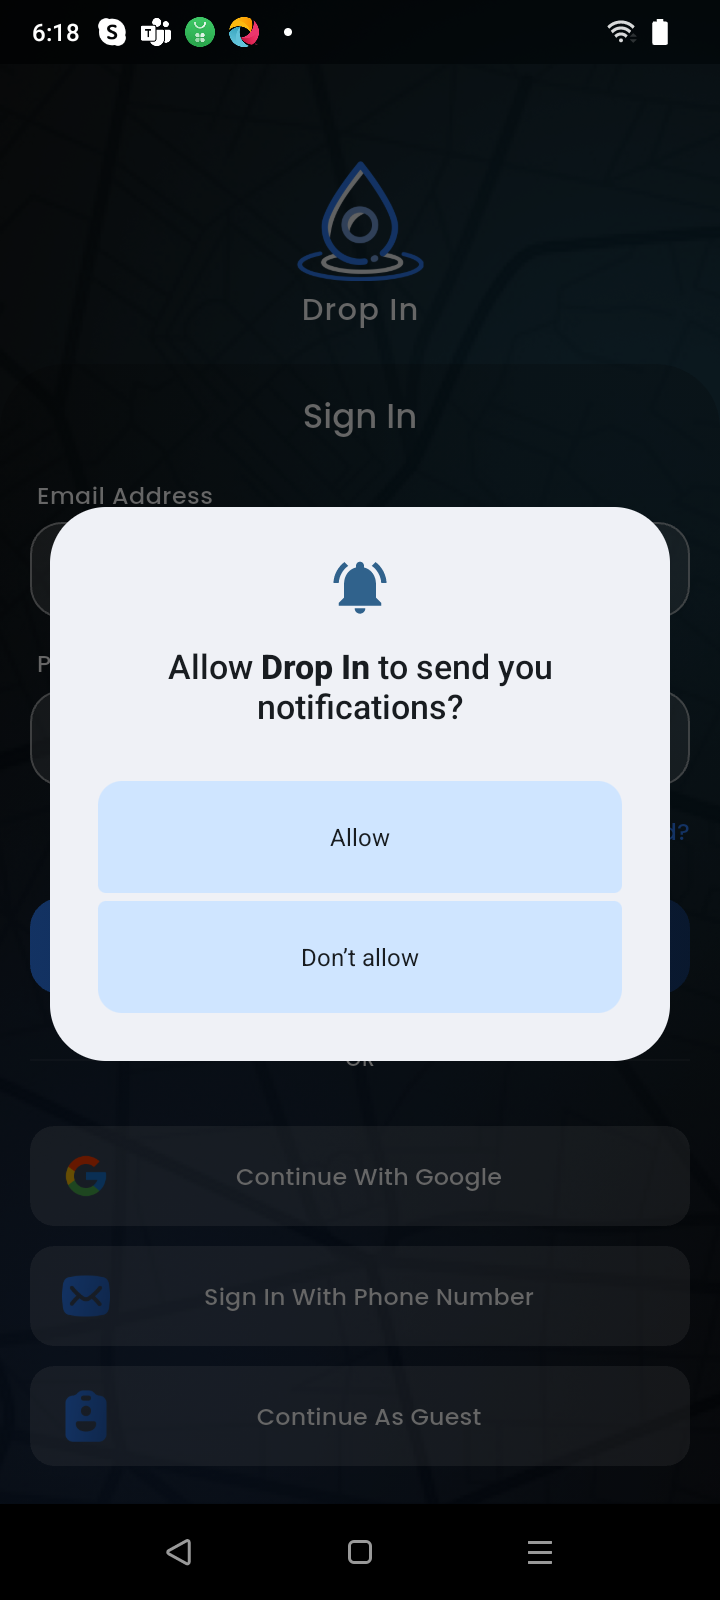 6:18
Drop In
Sign In
Email Address
Allow Drop In to send you
notifications?
P
Allow
d?
Don’t allow
OR
Continue With Google
Sign In With Phone Number
Continue As Guest